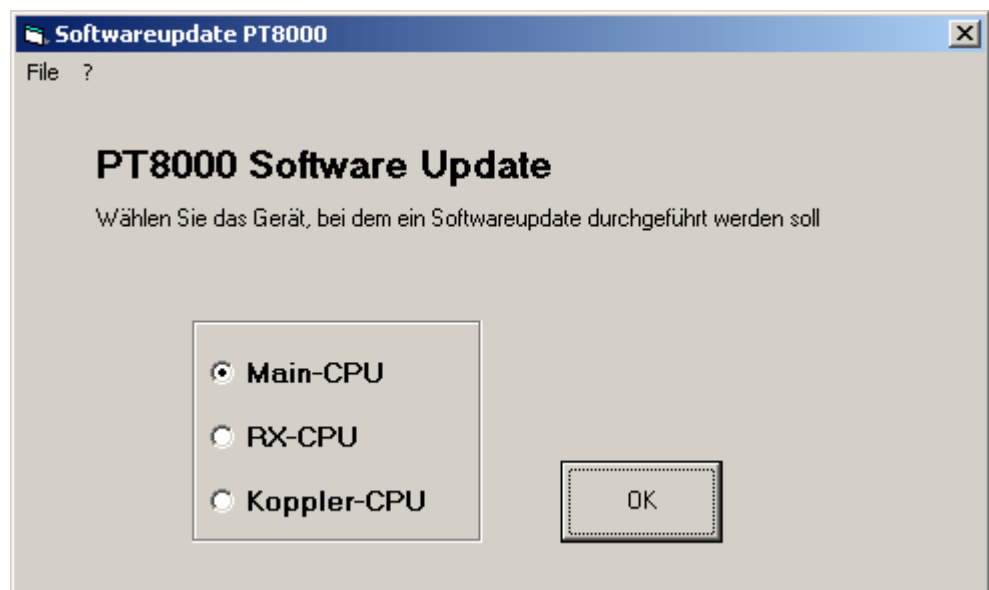 Softwareupdate PT8000
File ?
PT8000 Software Update
Wählen Sie das Gerät, bei dem ein Softwareupdate durchgeführt werden soll
Main-CPU
RX-CPU
Koppler-CPU
OK